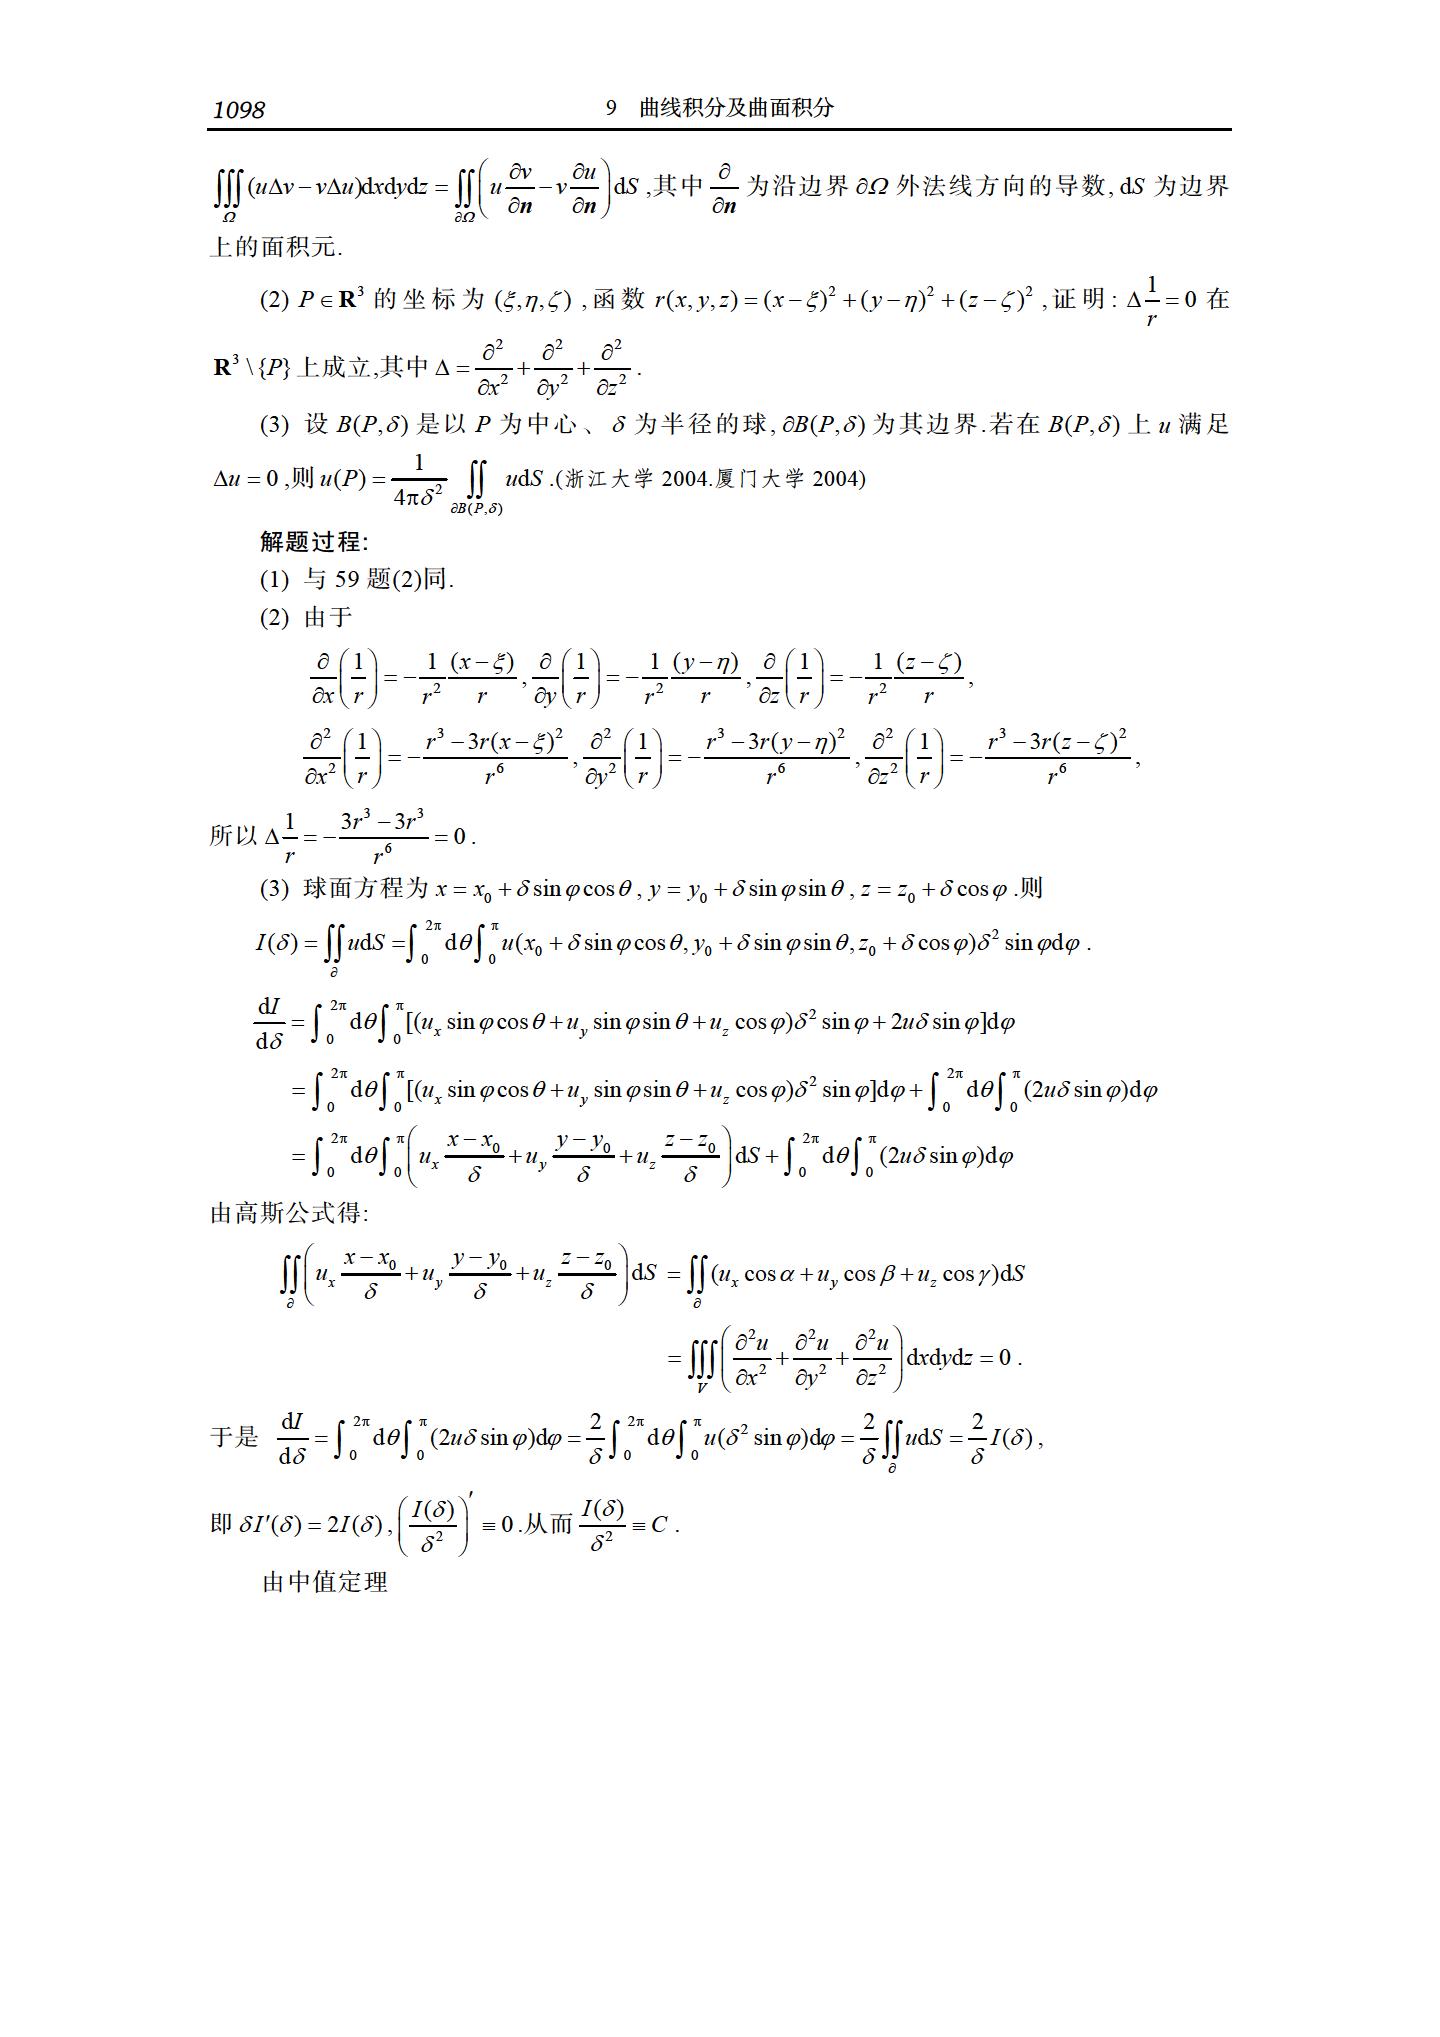 1098 9 曲线积分及曲面积分
$\iiint\limits_{\Omega}(u\Delta v-v\Delta u)\mathrm{d}x\mathrm{d}y\mathrm{d}z=\iint\limits_{\partial\Omega}\left(u\frac{\partial v}{\partial \boldsymbol{n}}-v\frac{\partial u}{\partial \boldsymbol{n}}\right)\mathrm{d}S$ ,其中 $\frac{\partial}{\partial \boldsymbol{n}}$ 为沿边界 $\partial\Omega$ 外法线方向的导数, $\mathrm{d}S$ 为边界
上的面积元.
(2) $P\in\mathbf{R}^3$ 的坐标为 $(\xi,\eta,\zeta)$ ,函数 $r(x,y,z)=(x-\xi)^2+(y-\eta)^2+(z-\zeta)^2$ ,证明: $\Delta\frac{1}{r}=0$ 在
$\mathbf{R}^3\setminus\{P\}$ 上成立,其中 $\Delta=\frac{\partial^2}{\partial x^2}+\frac{\partial^2}{\partial y^2}+\frac{\partial^2}{\partial z^2}$ .
(3) 设 $B(P,\delta)$ 是以 $P$ 为中心、 $\delta$ 为半径的球, $\partial B(P,\delta)$ 为其边界.若在 $B(P,\delta)$ 上 $u$ 满足
$\Delta u=0$ ,则 $u(P)=\frac{1}{4\pi\delta^2}\iint\limits_{\partial B(P,\delta)}u\mathrm{d}S$ .(浙江大学 2004.厦门大学 2004)
解题过程:
(1) 与 59 题(2)同.
(2) 由于
$\frac{\partial}{\partial x}\left(\frac{1}{r}\right)=-\frac{1}{r^2}\frac{(x-\xi)}{r},\frac{\partial}{\partial y}\left(\frac{1}{r}\right)=-\frac{1}{r^2}\frac{(y-\eta)}{r},\frac{\partial}{\partial z}\left(\frac{1}{r}\right)=-\frac{1}{r^2}\frac{(z-\zeta)}{r},$
$\frac{\partial^2}{\partial x^2}\left(\frac{1}{r}\right)=-\frac{r^3-3r(x-\xi)^2}{r^6},\frac{\partial^2}{\partial y^2}\left(\frac{1}{r}\right)=-\frac{r^3-3r(y-\eta)^2}{r^6},\frac{\partial^2}{\partial z^2}\left(\frac{1}{r}\right)=-\frac{r^3-3r(z-\zeta)^2}{r^6},$
所以 $\Delta\frac{1}{r}=-\frac{3r^3-3r^3}{r^6}=0$ .
(3) 球面方程为 $x=x_0+\delta\sin\varphi\cos\theta$ , $y=y_0+\delta\sin\varphi\sin\theta$ , $z=z_0+\delta\cos\varphi$ .则
$I(\delta)=\iint\limits_{\partial}u\mathrm{d}S=\int_0^{2\pi}\mathrm{d}\theta\int_0^{\pi}u(x_0+\delta\sin\varphi\cos\theta,y_0+\delta\sin\varphi\sin\theta,z_0+\delta\cos\varphi)\delta^2\sin\varphi\mathrm{d}\varphi$ .
$\frac{\mathrm{d}I}{\mathrm{d}\delta}=\int_0^{2\pi}\mathrm{d}\theta\int_0^{\pi}[(u_x\sin\varphi\cos\theta+u_y\sin\varphi\sin\theta+u_z\cos\varphi)\delta^2\sin\varphi+2u\delta\sin\varphi]\mathrm{d}\varphi$
$=\int_0^{2\pi}\mathrm{d}\theta\int_0^{\pi}[(u_x\sin\varphi\cos\theta+u_y\sin\varphi\sin\theta+u_z\cos\varphi)\delta^2\sin\varphi]\mathrm{d}\varphi+\int_0^{2\pi}\mathrm{d}\theta\int_0^{\pi}(2u\delta\sin\varphi)\mathrm{d}\varphi$
$=\int_0^{2\pi}\mathrm{d}\theta\int_0^{\pi}\left(u_x\frac{x-x_0}{\delta}+u_y\frac{y-y_0}{\delta}+u_z\frac{z-z_0}{\delta}\right)\mathrm{d}S+\int_0^{2\pi}\mathrm{d}\theta\int_0^{\pi}(2u\delta\sin\varphi)\mathrm{d}\varphi$
由高斯公式得:
$\iint\limits_{\partial}\left(u_x\frac{x-x_0}{\delta}+u_y\frac{y-y_0}{\delta}+u_z\frac{z-z_0}{\delta}\right)\mathrm{d}S=\iint\limits_{\partial}(u_x\cos\alpha+u_y\cos\beta+u_z\cos\gamma)\mathrm{d}S$
$=\iiint\limits_{V}\left(\frac{\partial^2u}{\partial x^2}+\frac{\partial^2u}{\partial y^2}+\frac{\partial^2u}{\partial z^2}\right)\mathrm{d}x\mathrm{d}y\mathrm{d}z=0$ .
于是 $\frac{\mathrm{d}I}{\mathrm{d}\delta}=\int_0^{2\pi}\mathrm{d}\theta\int_0^{\pi}(2u\delta\sin\varphi)\mathrm{d}\varphi=\frac{2}{\delta}\int_0^{2\pi}\mathrm{d}\theta\int_0^{\pi}u(\delta^2\sin\varphi)\mathrm{d}\varphi=\frac{2}{\delta}\iint\limits_{\partial}u\mathrm{d}S=\frac{2}{\delta}I(\delta)$ ,
即 $\delta I'(\delta)=2I(\delta)$ , $\left(\frac{I(\delta)}{\delta^2}\right)'\equiv0$ .从而 $\frac{I(\delta)}{\delta^2}\equiv C$ .
由中值定理